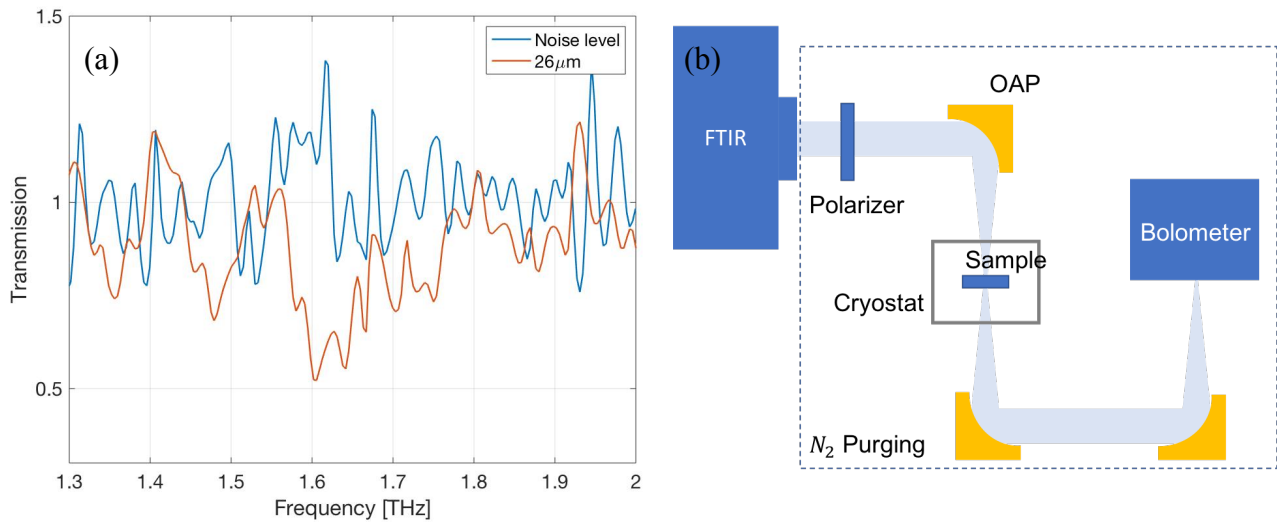 (a)
Noise level
26μm
1.5
1
0.5
Transmission
1.3
1.4
1.5
1.6
1.7
1.8
1.9
2
Frequency [THz]
(b)
FTIR
Polarizer
OAP
Sample
Cryostat
Bolometer
N₂ Purging